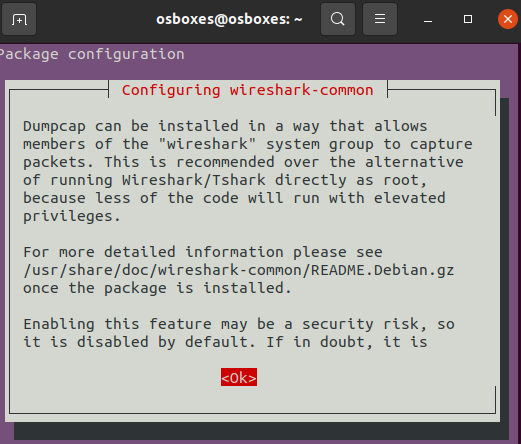 osboxes@osboxes: ~
Package configuration
Configuring wireshark-common
Dumpcap can be installed in a way that allows
members of the "wireshark" system group to capture
packets. This is recommended over the alternative
of running Wireshark/Tshark directly as root,
because less of the code will run with elevated
privileges.
For more detailed information please see
/usr/share/doc/wireshark-common/README.Debian.gz
once the package is installed.
Enabling this feature may be a security risk, so
it is disabled by default. If in doubt, it is
<Ok>